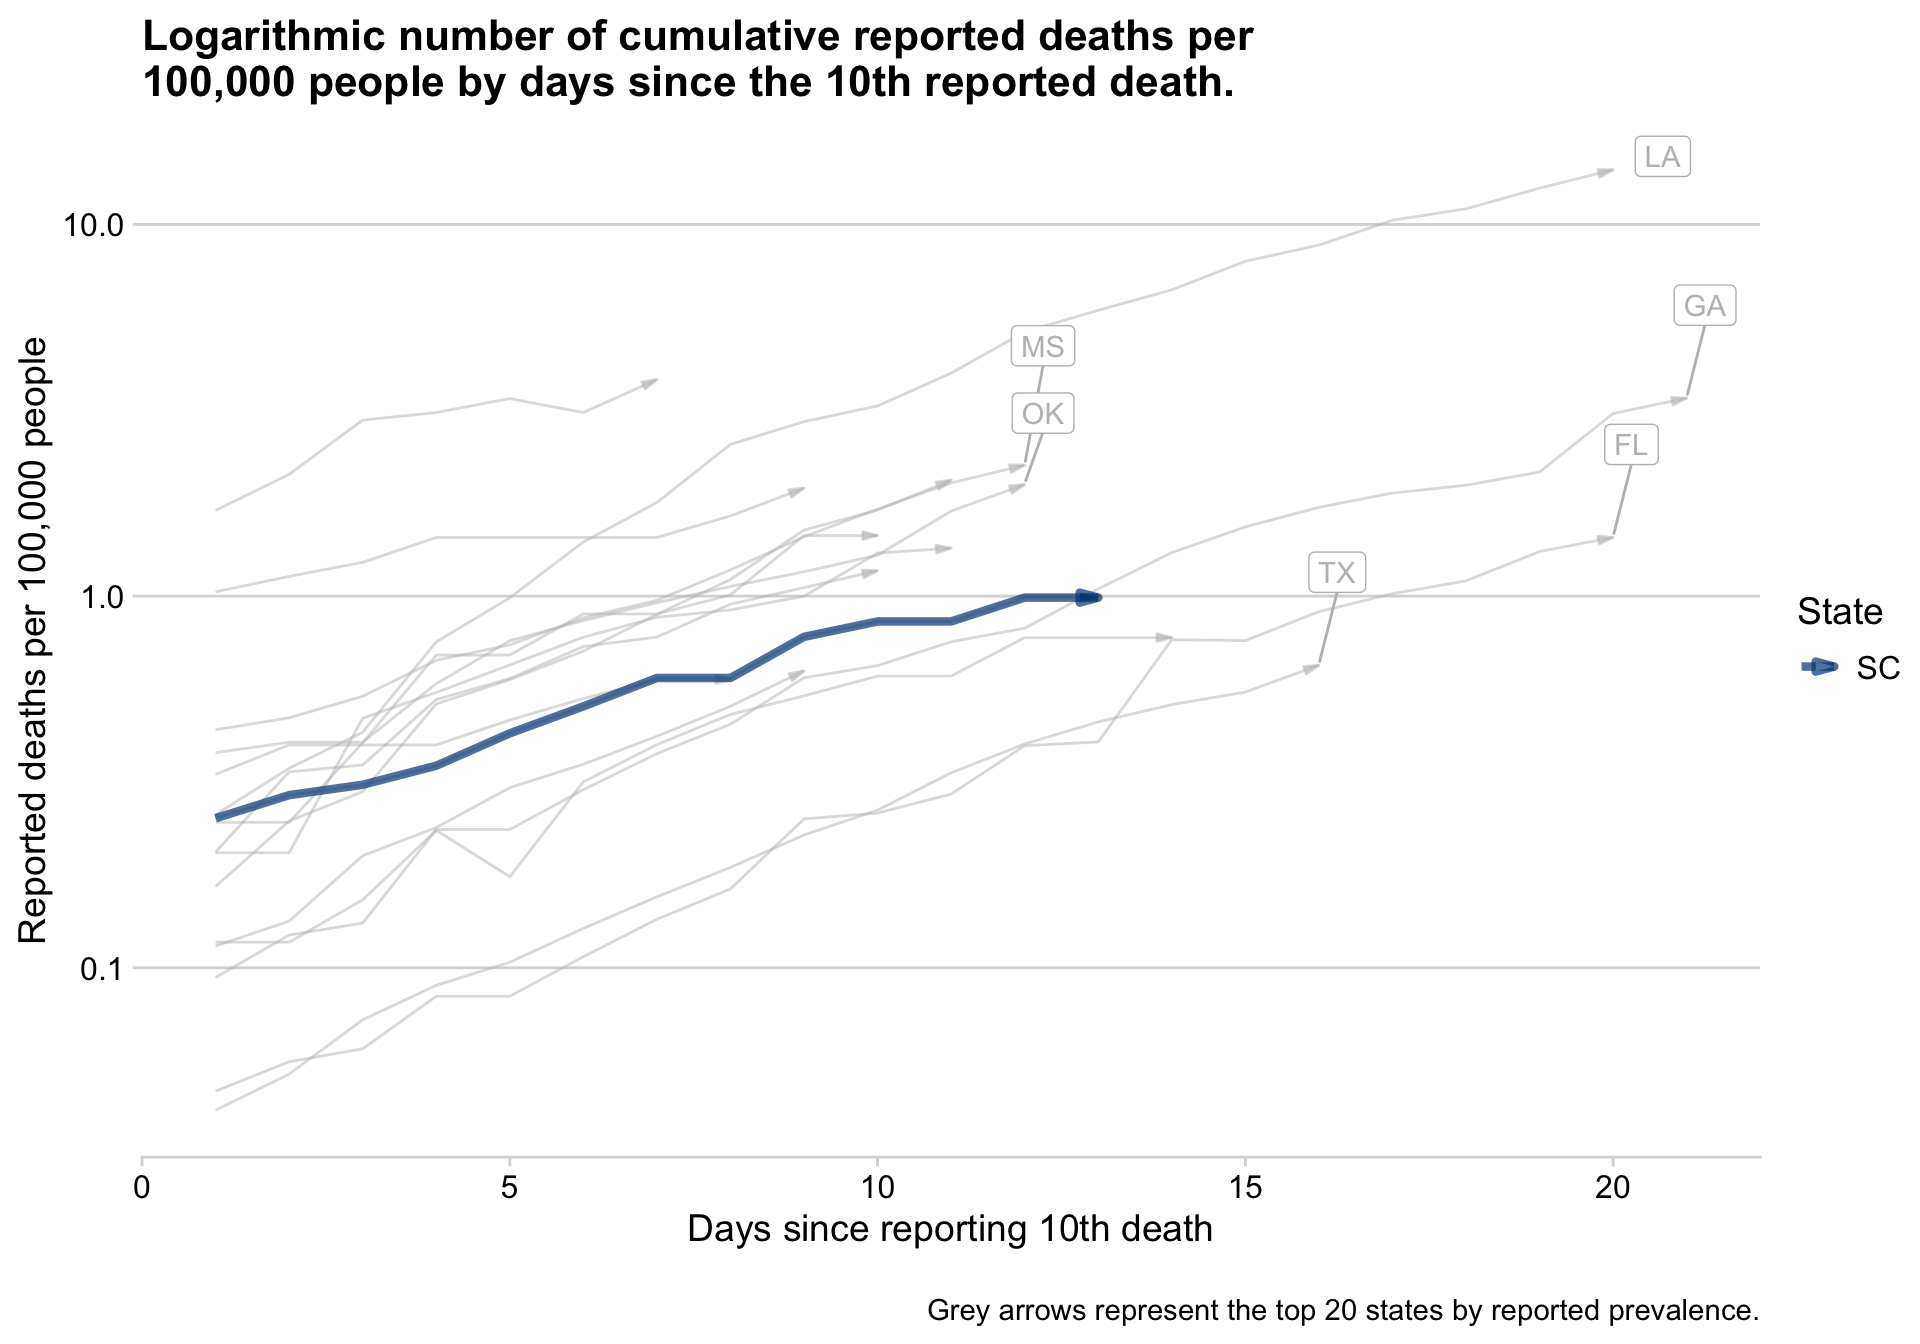 Logarithmic number of cumulative reported deaths per
100,000 people by days since the 10th reported death.
LA
10.0
GA
MS
OK
FL
TX
1.0
0.1
Reported deaths per 100,000 people
State
SC
0
5
10
15
20
Days since reporting 10th death
Grey arrows represent the top 20 states by reported prevalence.